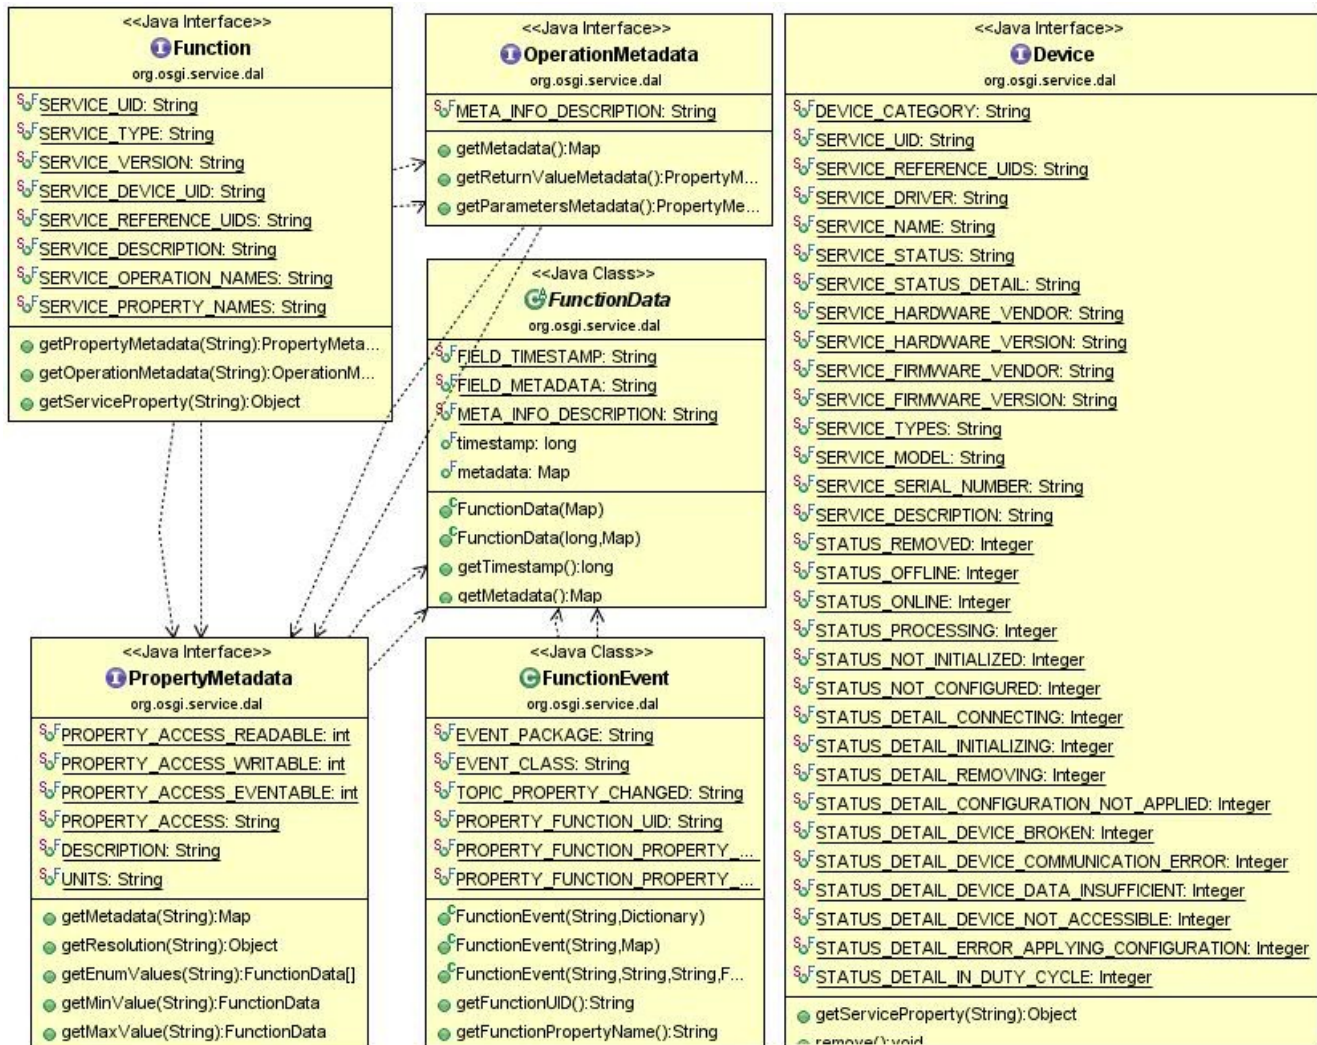 <<Java Interface>>
Function
org.osgi.service.dal
SERVICE_UID: String
SERVICE_TYPE: String
SERVICE_VERSION: String
SERVICE_DEVICE_UID: String
SERVICE_REFERENCE_UIDS: String
SERVICE_DESCRIPTION: String
SERVICE_OPERATION_NAMES: String
SERVICE_PROPERTY_NAMES: String
getPropertyMetadata(String):PropertyMeta...
getOperationMetadata(String):OperationM...
getServiceProperty(String):Object
<<Java Interface>>
OperationMetadata
org.osgi.service.dal
META_INFO_DESCRIPTION: String
getMetadata():Map
getReturnValueMetadata():PropertyM...
getParametersMetadata():PropertyMe...
<<Java Class>>
FunctionData
org.osgi.service.dal
FIELD_TIMESTAMP: String
FIELD_METADATA: String
META_INFO_DESCRIPTION: String
timestamp: long
metadata: Map
FunctionData(Map)
FunctionData(long,Map)
getTimestamp():long
getMetadata():Map
<<Java Interface>>
PropertyMetadata
org.osgi.service.dal
PROPERTY_ACCESS_READABLE: int
PROPERTY_ACCESS_WRITABLE: int
PROPERTY_ACCESS_EVENTABLE: int
PROPERTY_ACCESS: String
DESCRIPTION: String
UNITS: String
getMetadata(String):Map
getResolution(String):Object
getEnumValues(String):FunctionData[]
getMinValue(String):FunctionData
getMaxValue(String):FunctionData
<<Java Class>>
FunctionEvent
org.osgi.service.dal
EVENT_PACKAGE: String
EVENT_CLASS: String
TOPIC_PROPERTY_CHANGED: String
PROPERTY_FUNCTION_UID: String
PROPERTY_FUNCTION_PROPERTY_...
PROPERTY_FUNCTION_PROPERTY_...
FunctionEvent(String,Dictionary)
FunctionEvent(String,Map)
FunctionEvent(String,String,String,F...
getFunctionUID():String
getFunctionPropertyName():String
<<Java Interface>>
Device
org.osgi.service.dal
DEVICE_CATEGORY: String
SERVICE_UID: String
SERVICE_REFERENCE_UIDS: String
SERVICE_DRIVER: String
SERVICE_NAME: String
SERVICE_STATUS: String
SERVICE_STATUS_DETAIL: String
SERVICE_HARDWARE_VENDOR: String
SERVICE_HARDWARE_VERSION: String
SERVICE_FIRMWARE_VENDOR: String
SERVICE_FIRMWARE_VERSION: String
SERVICE_TYPES: String
SERVICE_MODEL: String
SERVICE_SERIAL_NUMBER: String
SERVICE_DESCRIPTION: String
STATUS_REMOVED: Integer
STATUS_OFFLINE: Integer
STATUS_ONLINE: Integer
STATUS_PROCESSING: Integer
STATUS_NOT_INITIALIZED: Integer
STATUS_NOT_CONFIGURED: Integer
STATUS_DETAIL_CONNECTING: Integer
STATUS_DETAIL_INITIALIZING: Integer
STATUS_DETAIL_REMOVING: Integer
STATUS_DETAIL_CONFIGURATION_NOT_APPLIED: Integer
STATUS_DETAIL_DEVICE_BROKEN: Integer
STATUS_DETAIL_DEVICE_COMMUNICATION_ERROR: Integer
STATUS_DETAIL_DEVICE_DATA_INSUFFICIENT: Integer
STATUS_DETAIL_DEVICE_NOT_ACCESSIBLE: Integer
STATUS_DETAIL_ERROR_APPLYING_CONFIGURATION: Integer
STATUS_DETAIL_IN_DUTY_CYCLE: Integer
getServiceProperty(String):Object
remove():void